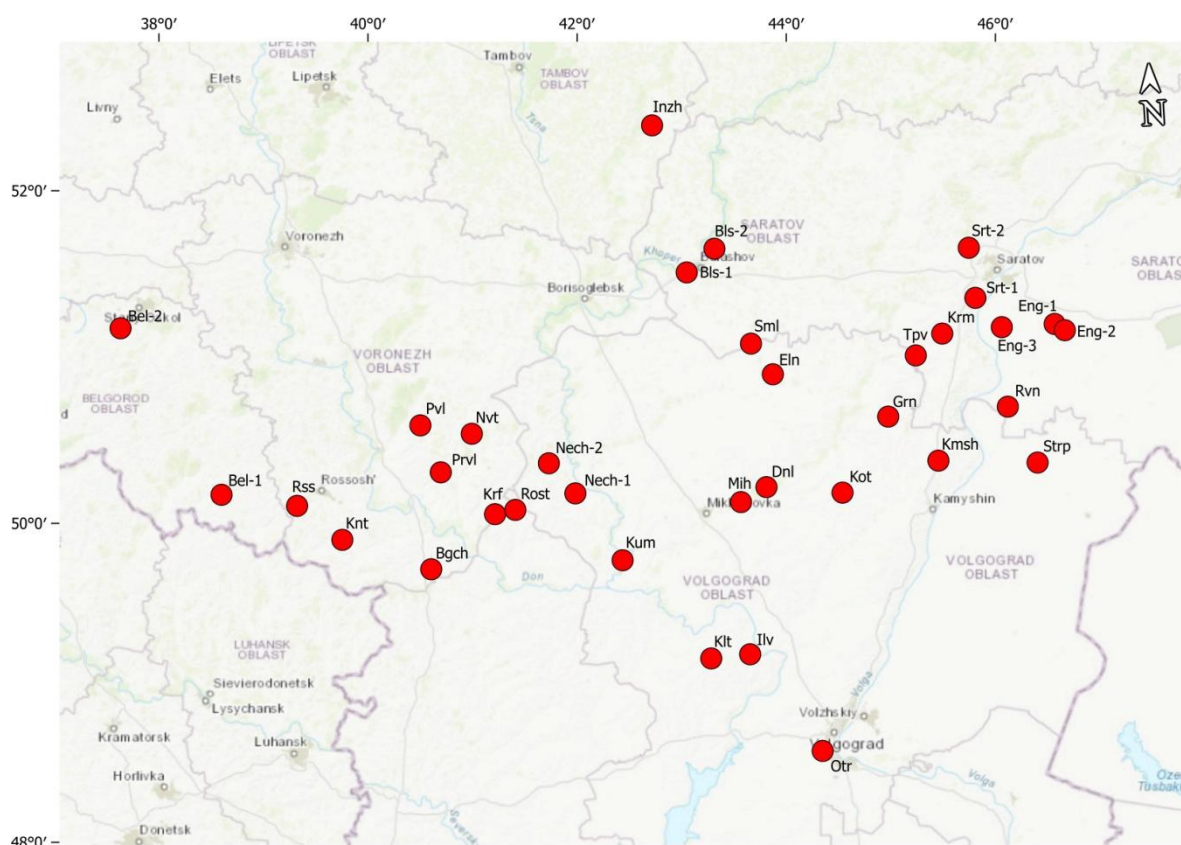 38°0′ 40°0′ 42°0′ 44°0′ 46°0′
LIPETSK
OBLAST
Tambov
TAMBOV
OBLAST
Elets
Lipetsk
Livny
Tsna
Inzh
N
52°0′
Voronezh
SARATOV
OBLAST
Bls-2
Khoper
Bls-1
Srt-2
Saratov
SARATOV
OBLAST
Borisoglebsk
Srt-1
Bel-2
Eng-1
Eng-2
Eng-3
Krm
Tpv
Sml
Eln
VORONEZH
OBLAST
BELGOROD
OBLAST
d
Pvl
Nvt
Grn
Rvn
Prvl
Nech-2
Nech-1
Kmsh
Strp
Bel-1
Rss
Rossosh'
Krf
Rost
Mih
Dnl
Kot
Kamyshin
50°0′
Knt
Bgch
Kum
Don
VOLGOGRAD
OBLAST
VOLGOGRAD
OBLAST
LUHANSK
OBLAST
Klt
Ilv
Sievierodonetsk
Lysychansk
Volga
Volzhskiy
Kramatorsk
Luhansk
Volgograd
Otr
Horlivka
Volga
Donetsk
48°0′